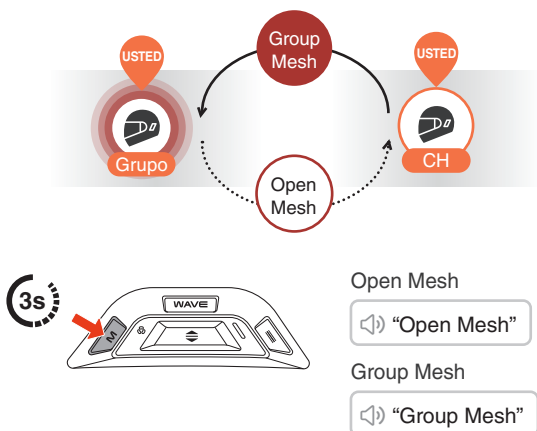 Group
Mesh
USTED
USTED
Grupo
CH
Open
Mesh
3s
WAVE
M
Open Mesh
“Open Mesh”
Group Mesh
“Group Mesh”